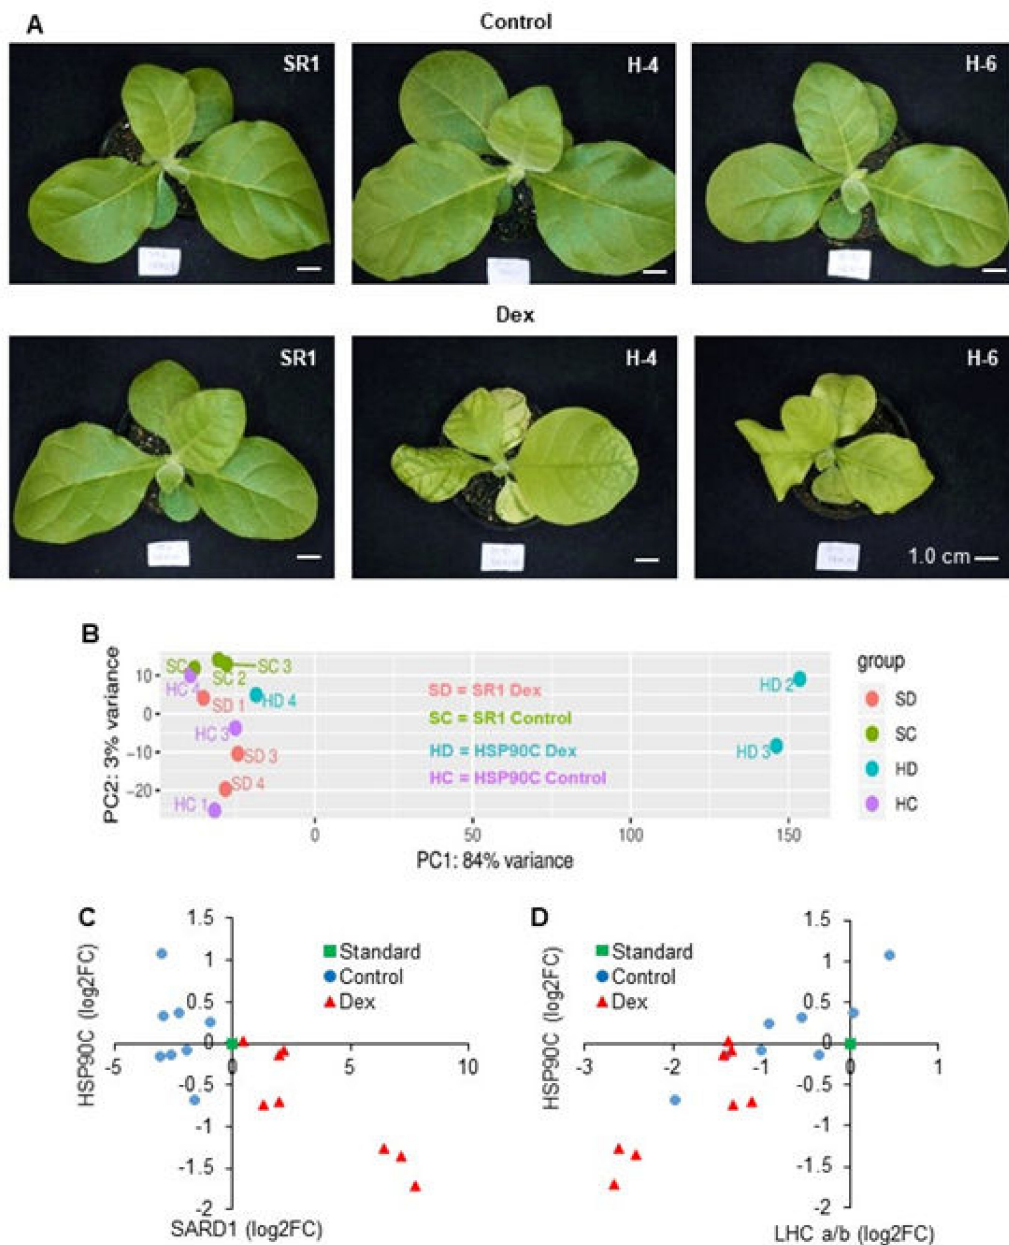 A
Control
SR1
H-4
H-6
Dex
SR1
H-4
H-6
1.0 cm
B
PC2: 3% variance
10
0
−10
−20
SC
SC 2
SC 3
HC 4
SD 1
HD 4
HC 3
SD 3
SD 4
HC 1
HD 2
HD 3
SD = SR1 Dex
SC = SR1 Control
HD = HSP90C Dex
HC = HSP90C Control
group
SD
SC
HD
HC
0 50 100 150
PC1: 84% variance
C
HSP90C (log2FC)
1.5
1
0.5
0
-0.5
-1
-1.5
-2
-5 0 5 10
Standard
Control
Dex
SARD1 (log2FC)
D
HSP90C (log2FC)
1.5
1
0.5
0
-0.5
-1
-1.5
-2
-3 -2 -1 0 1
Standard
Control
Dex
LHC a/b (log2FC)